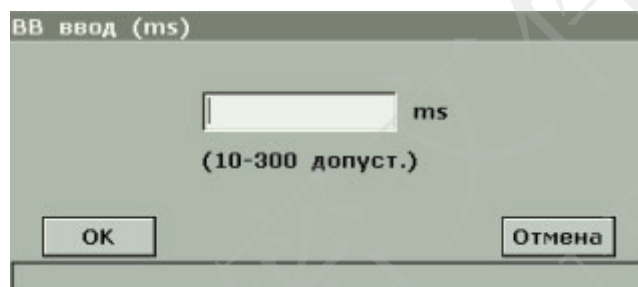 ВВ ввод (ms)
ms
(10-300 допуст.)
OK
Отмена